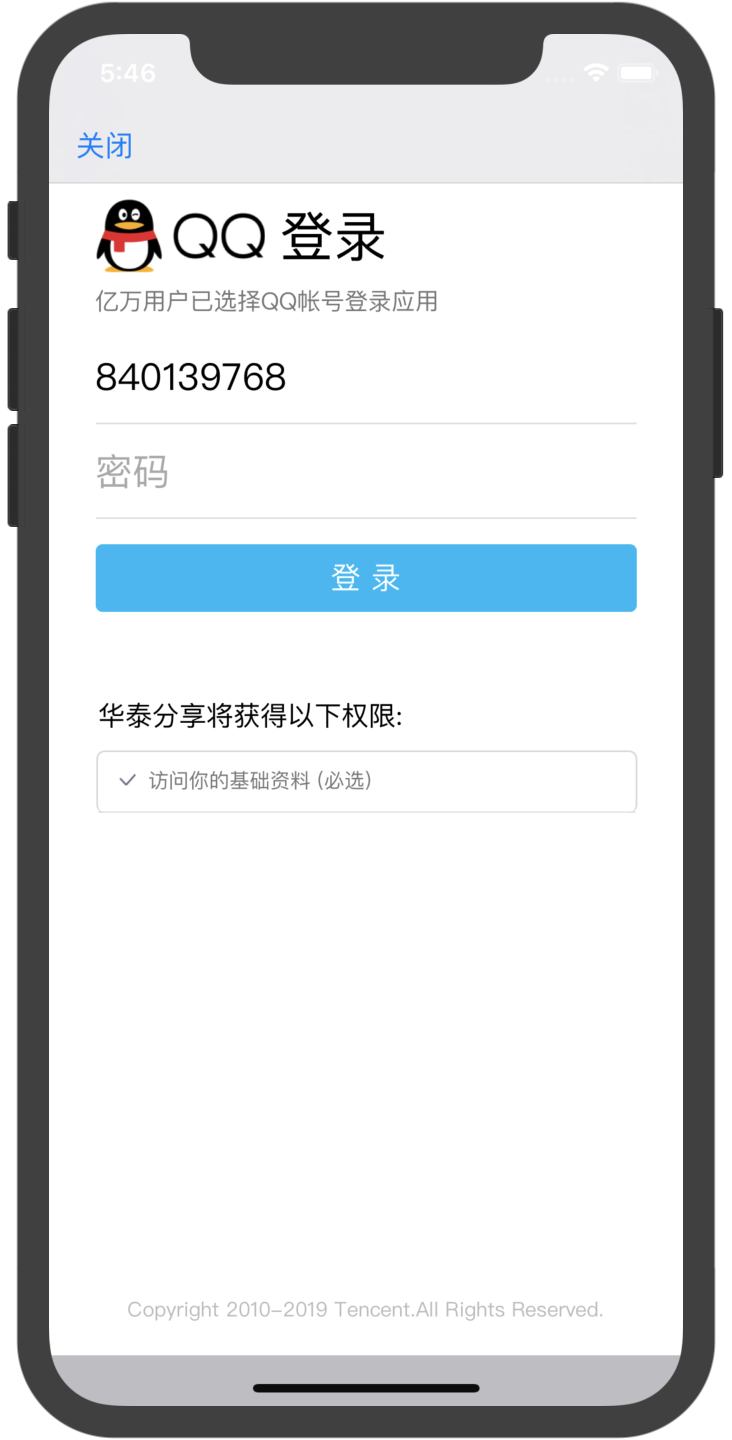 5:46
关闭
QQ 登录
亿万用户已选择QQ帐号登录应用
840139768
密码
登 录
华泰分享将获得以下权限:
访问你的基础资料 (必选)
Copyright 2010-2019 Tencent.All Rights Reserved.